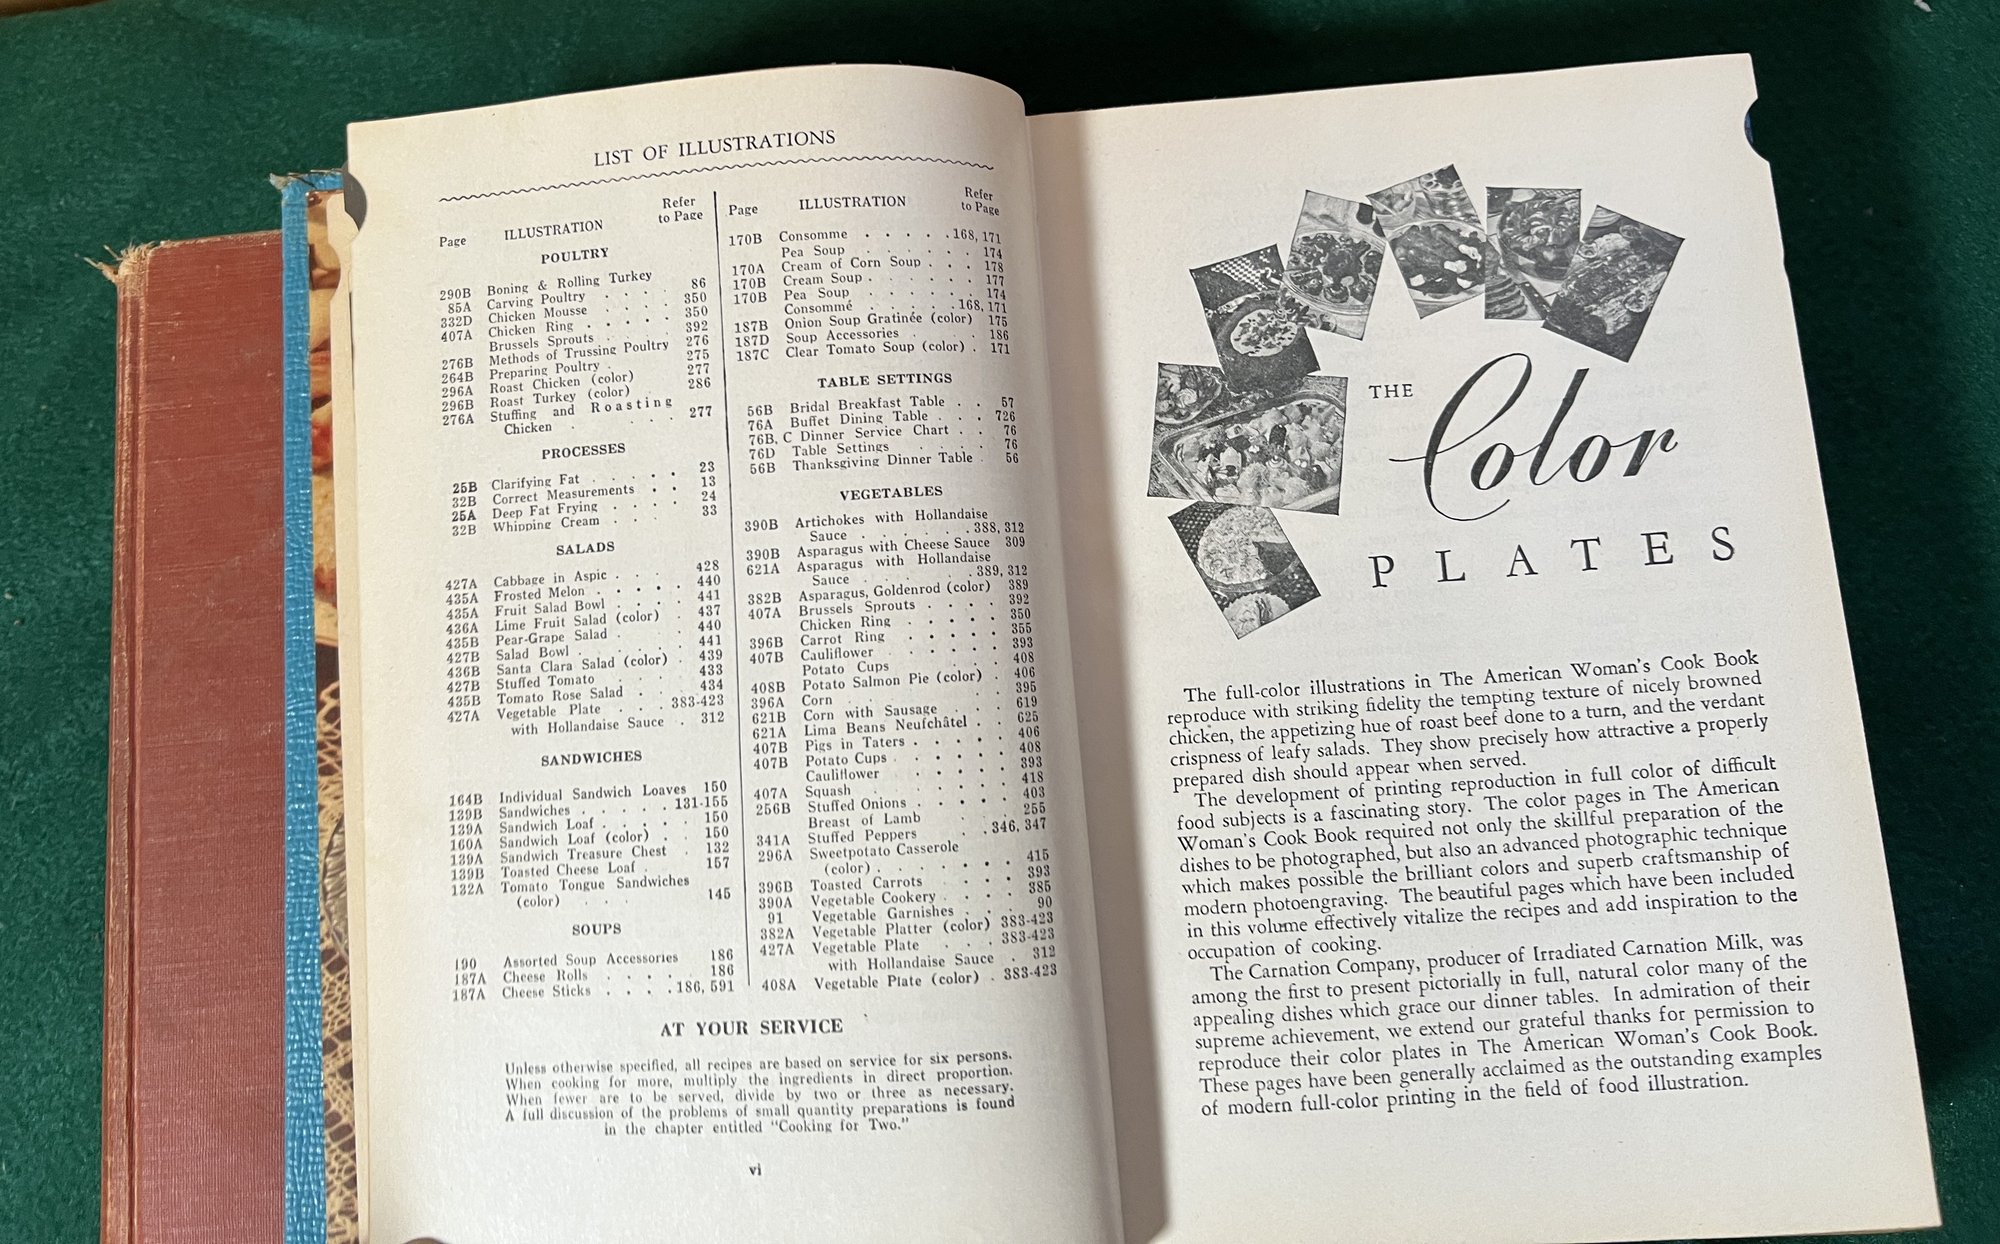 LIST OF ILLUSTRATIONS
Page ILLUSTRATION Refer to Page
POULTRY
290B Boning & Rolling Turkey
85A Carving Poultry . . . . 86
332D Chicken Mousse . . . . 350
407A Chicken Ring . . . . . 350
Brussels Sprouts . . . 392
276B Methods of Trussing Poultry 276
264B Preparing Poultry . 275
296A Roast Chicken (color) 277
296B Roast Turkey (color) 286
276A Stuffing and Roasting
Chicken . . . . 277
PROCESSES
25B Clarifying Fat . . . . . 23
32B Correct Measurements . . 13
25A Deep Fat Frying . . . . 24
32B Whipping Cream . . . 33
SALADS
427A Cabbage in Aspic . . . 428
435A Frosted Melon . . . . . 440
435A Fruit Salad Bowl . . . . 441
436A Lime Fruit Salad (color) . 437
435B Pear-Grape Salad . . . 440
427B Salad Bowl . . . . . 441
436B Santa Clara Salad (color) . 439
427B Stuffed Tomato . . . . 433
435B Tomato Rose Salad . . . 434
427A Vegetable Plate . . . 383-423
with Hollandaise Sauce . 312
SANDWICHES
164B Individual Sandwich Loaves 150
139B Sandwiches . . . . . 131-155
139A Sandwich Loaf . . . . . 150
160A Sandwich Loaf (color) . . 150
139A Sandwich Treasure Chest . 132
139B Toasted Cheese Loaf . . . 157
132A Tomato Tongue Sandwiches
(color) . . . 145
SOUPS
190 Assorted Soup Accessories 186
187A Cheese Rolls . . . . 186
187A Cheese Sticks . . . . 186, 591
Page ILLUSTRATION Refer to Page
170B Consomme . . . . . 168, 171
Pea Soup . . . . . 174
170A Cream of Corn Soup . . . 178
170B Cream Soup . . . . . . 177
170B Pea Soup . . . . . . 174
Consommé . . . . . 168, 171
187B Onion Soup Gratinée (color) 175
187D Soup Accessories . . . 186
187C Clear Tomato Soup (color) . 171
TABLE SETTINGS
56B Bridal Breakfast Table . . 57
76A Buffet Dining Table . . . 726
76B, C Dinner Service Chart . . 76
76D Table Settings . . . . 76
56B Thanksgiving Dinner Table . 56
VEGETABLES
390B Artichokes with Hollandaise
Sauce . . . . . . 388, 312
390B Asparagus with Cheese Sauce 309
621A Asparagus with Hollandaise
Sauce . . . . . . 389, 312
382B Asparagus, Goldenrod (color) 389
407A Brussels Sprouts . . . . 392
Chicken Ring . . . . . 350
396B Carrot Ring . . . . . 355
407B Cauliflower . . . . . 393
Potato Cups . . . . 408
408B Potato Salmon Pie (color) . 406
396A Corn . . . . . . 395
621B Corn with Sausage . . . 619
621A Lima Beans Neufchâtel . . 625
407B Pigs in Taters . . . . . 406
407B Potato Cups . . . . . 408
Cauliflower . . . . . 393
407A Squash . . . . . . 418
256B Stuffed Onions . . . . . 403
Breast of Lamb . . . 255
341A Stuffed Peppers . . . 346, 347
296A Sweetpotato Casserole
(color) . . . . . . 415
396B Toasted Carrots . . . . 393
390A Vegetable Cookery . . . . 385
91 Vegetable Garnishes . . . 90
382A Vegetable Platter (color) 383-423
427A Vegetable Plate . . . 383-423
with Hollandaise Sauce . 312
408A Vegetable Plate (color) . 383-423
AT YOUR SERVICE
Unless otherwise specified, all recipes are based on service for six persons.
When cooking for more, multiply the ingredients in direct proportion.
When fewer are to be served, divide by two or three as necessary.
A full discussion of the problems of small quantity preparations is found
in the chapter entitled “Cooking for Two.”
vi
THE
Color
PLATES
The full-color illustrations in The American Woman's Cook Book
reproduce with striking fidelity the tempting texture of nicely browned
chicken, the appetizing hue of roast beef done to a turn, and the verdant
crispness of leafy salads. They show precisely how attractive a properly
prepared dish should appear when served.
The development of printing reproduction in full color of difficult
food subjects is a fascinating story. The color pages in The American
Woman's Cook Book required not only the skillful preparation of the
dishes to be photographed, but also an advanced photographic technique
which makes possible the brilliant colors and superb craftsmanship of
modern photoengraving. The beautiful pages which have been included
in this volume effectively vitalize the recipes and add inspiration to the
occupation of cooking.
The Carnation Company, producer of Irradiated Carnation Milk, was
among the first to present pictorially in full, natural color many of the
appealing dishes which grace our dinner tables. In admiration of their
supreme achievement, we extend our grateful thanks for permission to
reproduce their color plates in The American Woman's Cook Book.
These pages have been generally acclaimed as the outstanding examples
of modern full-color printing in the field of food illustration.